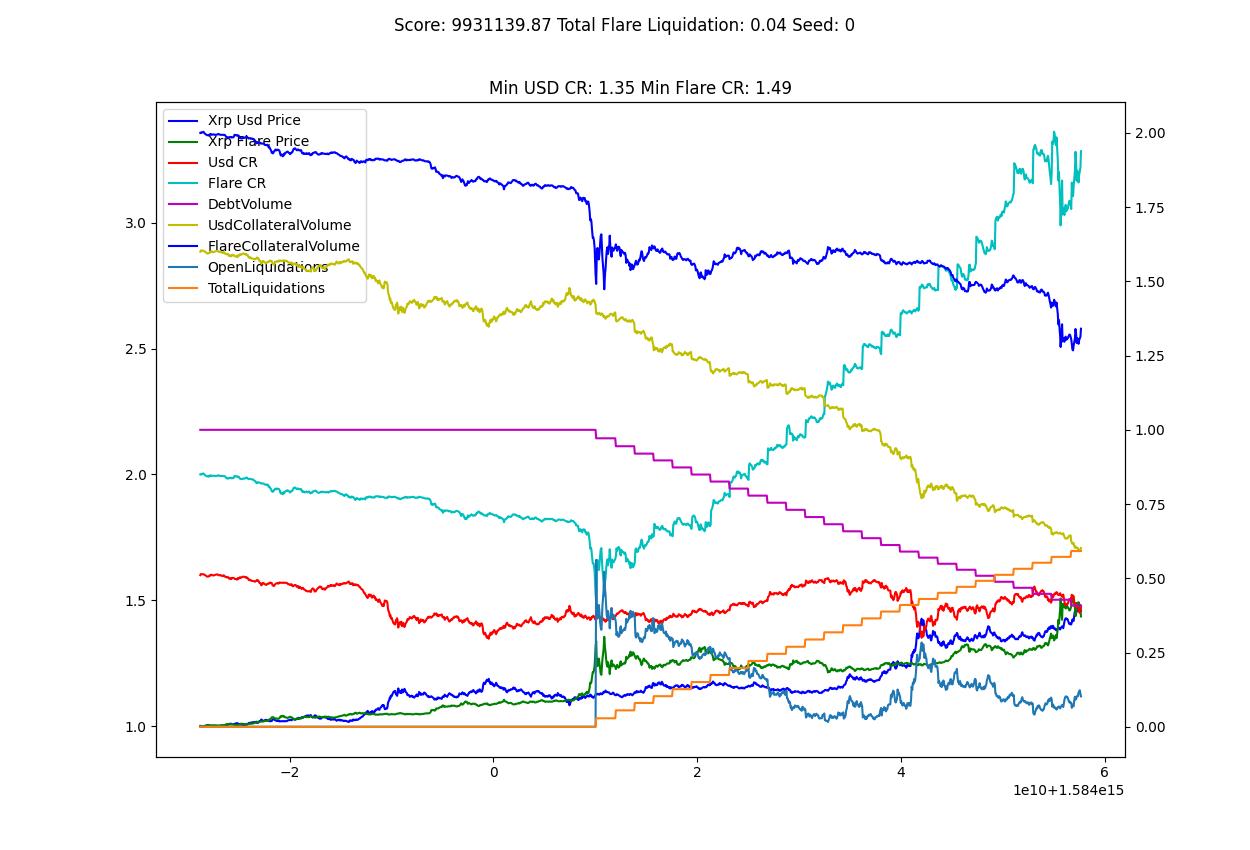 Score: 9931139.87 Total Flare Liquidation: 0.04 Seed: 0
Min USD CR: 1.35 Min Flare CR: 1.49
Xrp Usd Price
Xrp Flare Price
Usd CR
Flare CR
DebtVolume
UsdCollateralVolume
FlareCollateralVolume
OpenLiquidations
TotalLiquidations
3.0
2.5
2.0
1.5
1.0
2.00
1.75
1.50
1.25
1.00
0.75
0.50
0.25
0.00
−2 0 2 4 6
1e10+1.584e15